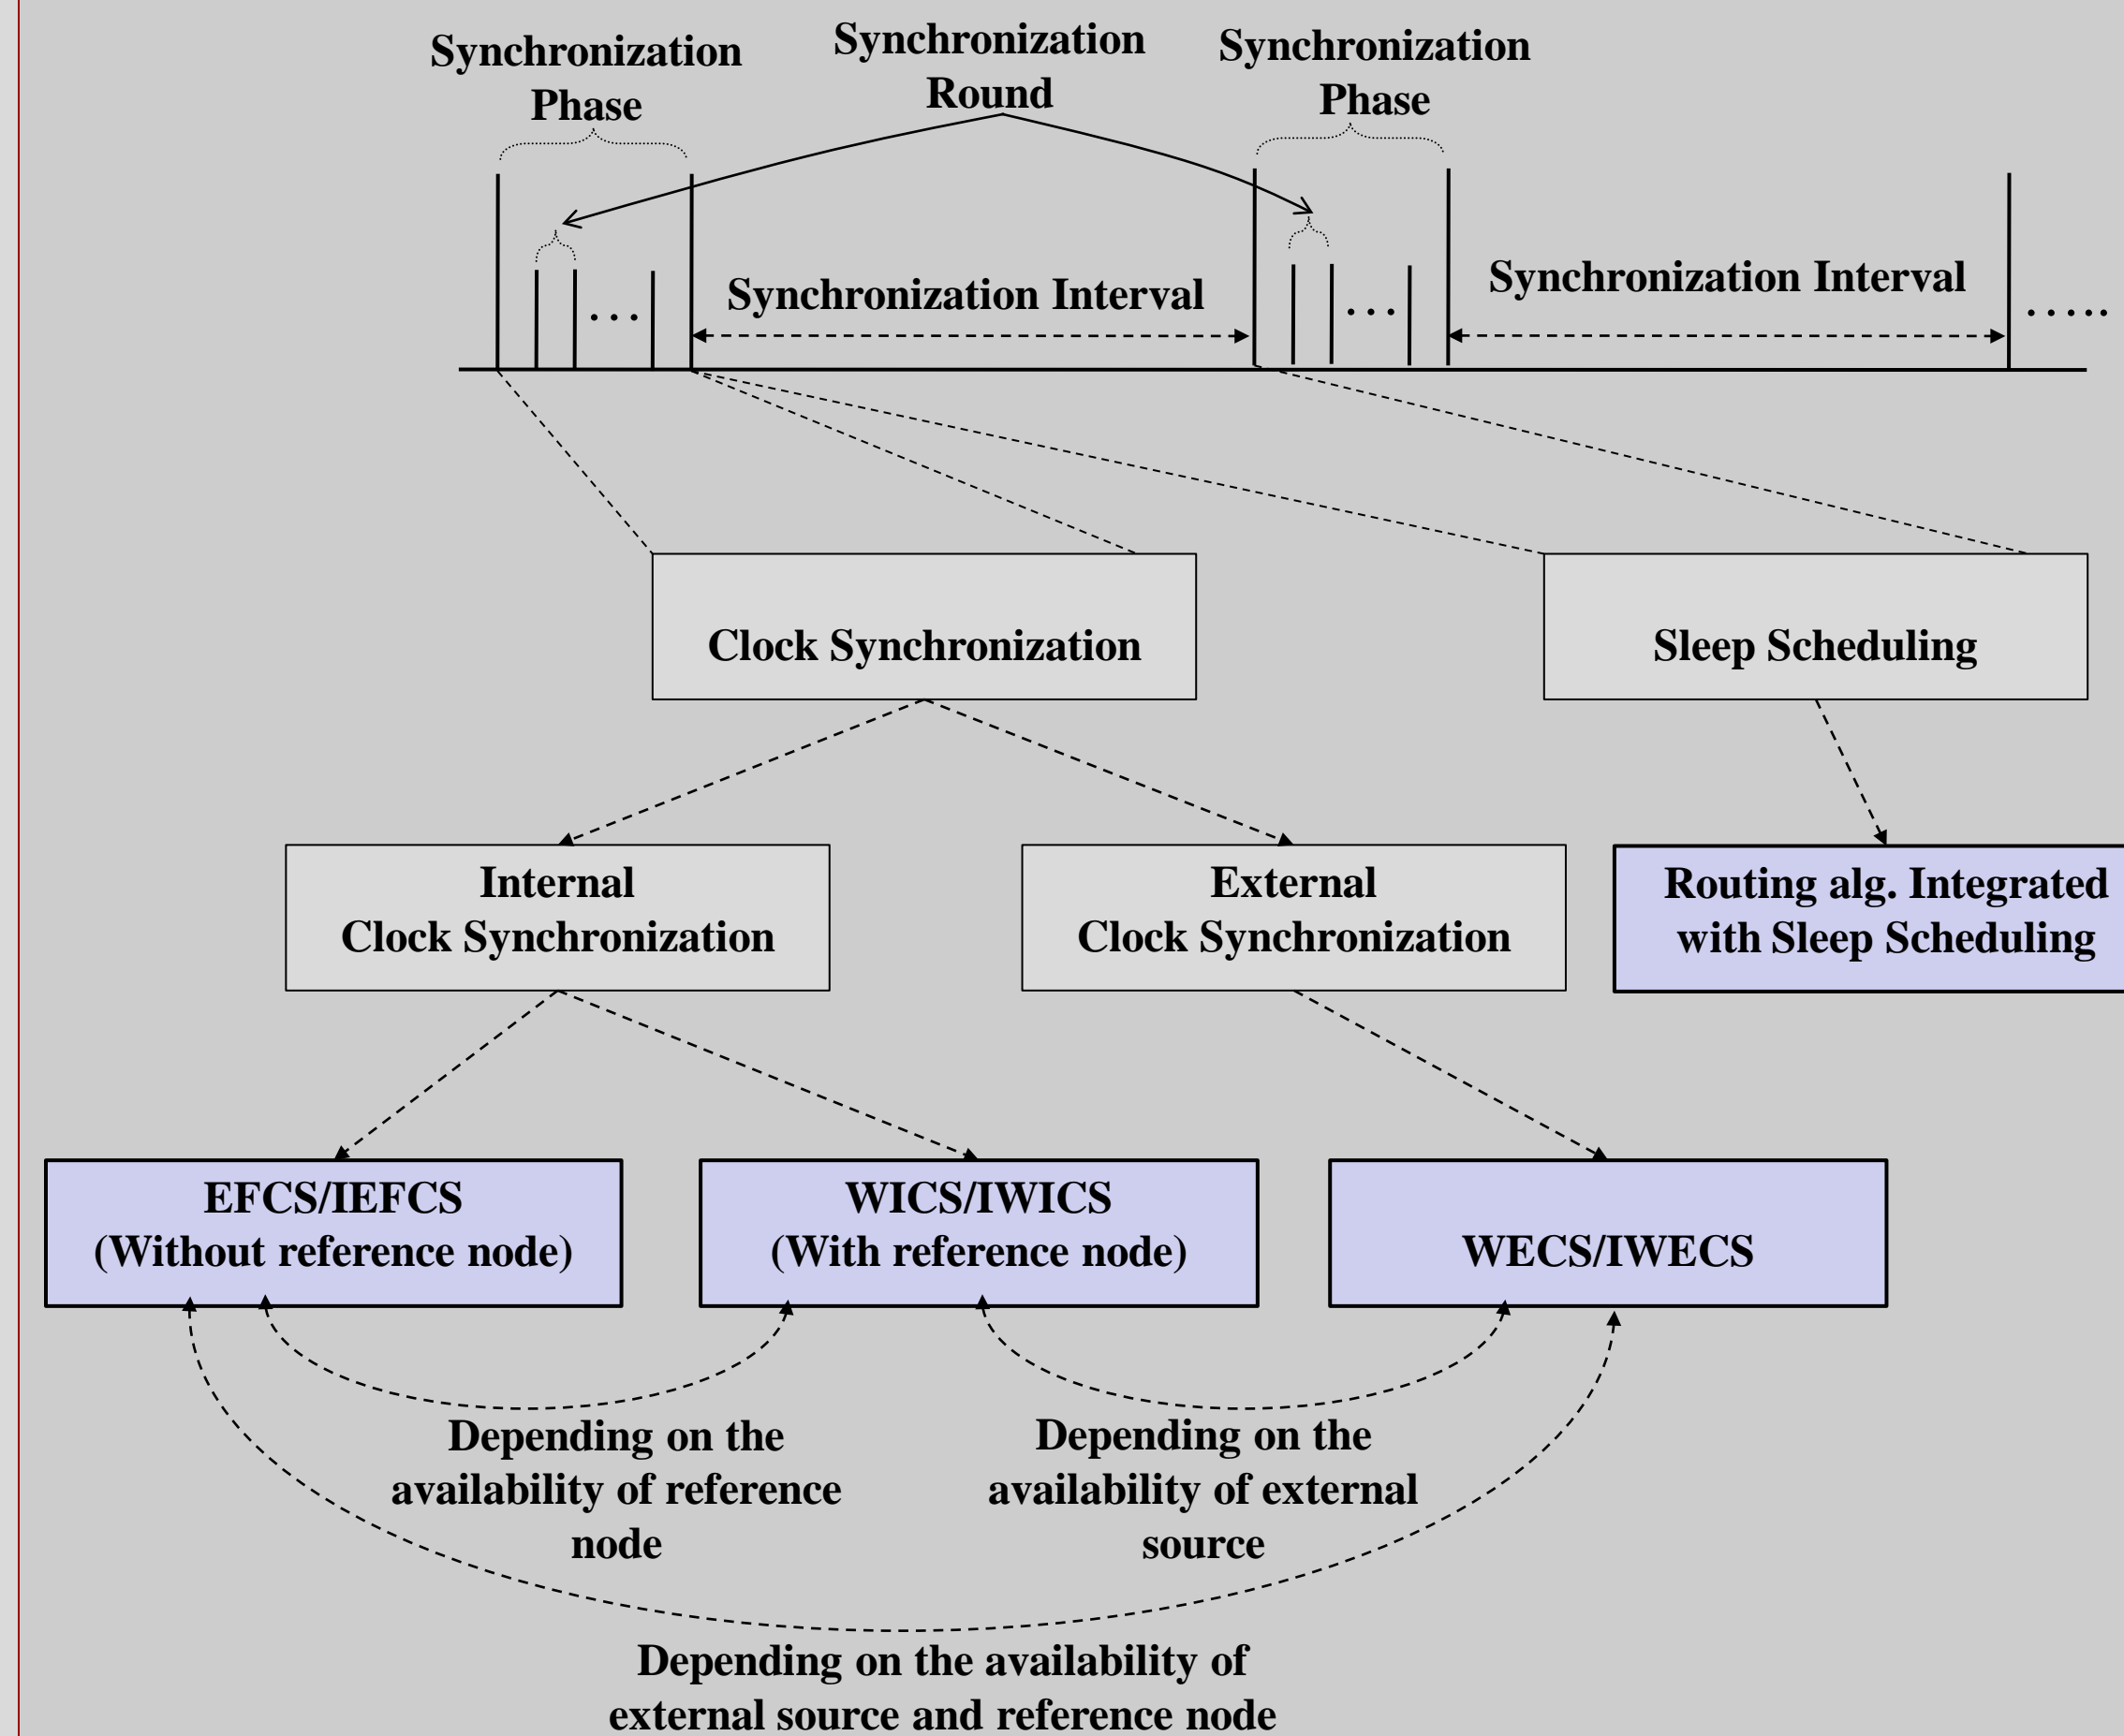 Synchronization
Phase
Synchronization
Round
Synchronization
Phase
Synchronization Interval
...
Synchronization Interval
...
.....
Clock Synchronization
Sleep Scheduling
Internal
Clock Synchronization
External
Clock Synchronization
Routing alg. Integrated
with Sleep Scheduling
EFCS/IEFCS
(Without reference node)
WICS/IWICS
(With reference node)
WECS/IWECS
Depending on the
availability of reference
node
Depending on the
availability of external
source
Depending on the availability of
external source and reference node